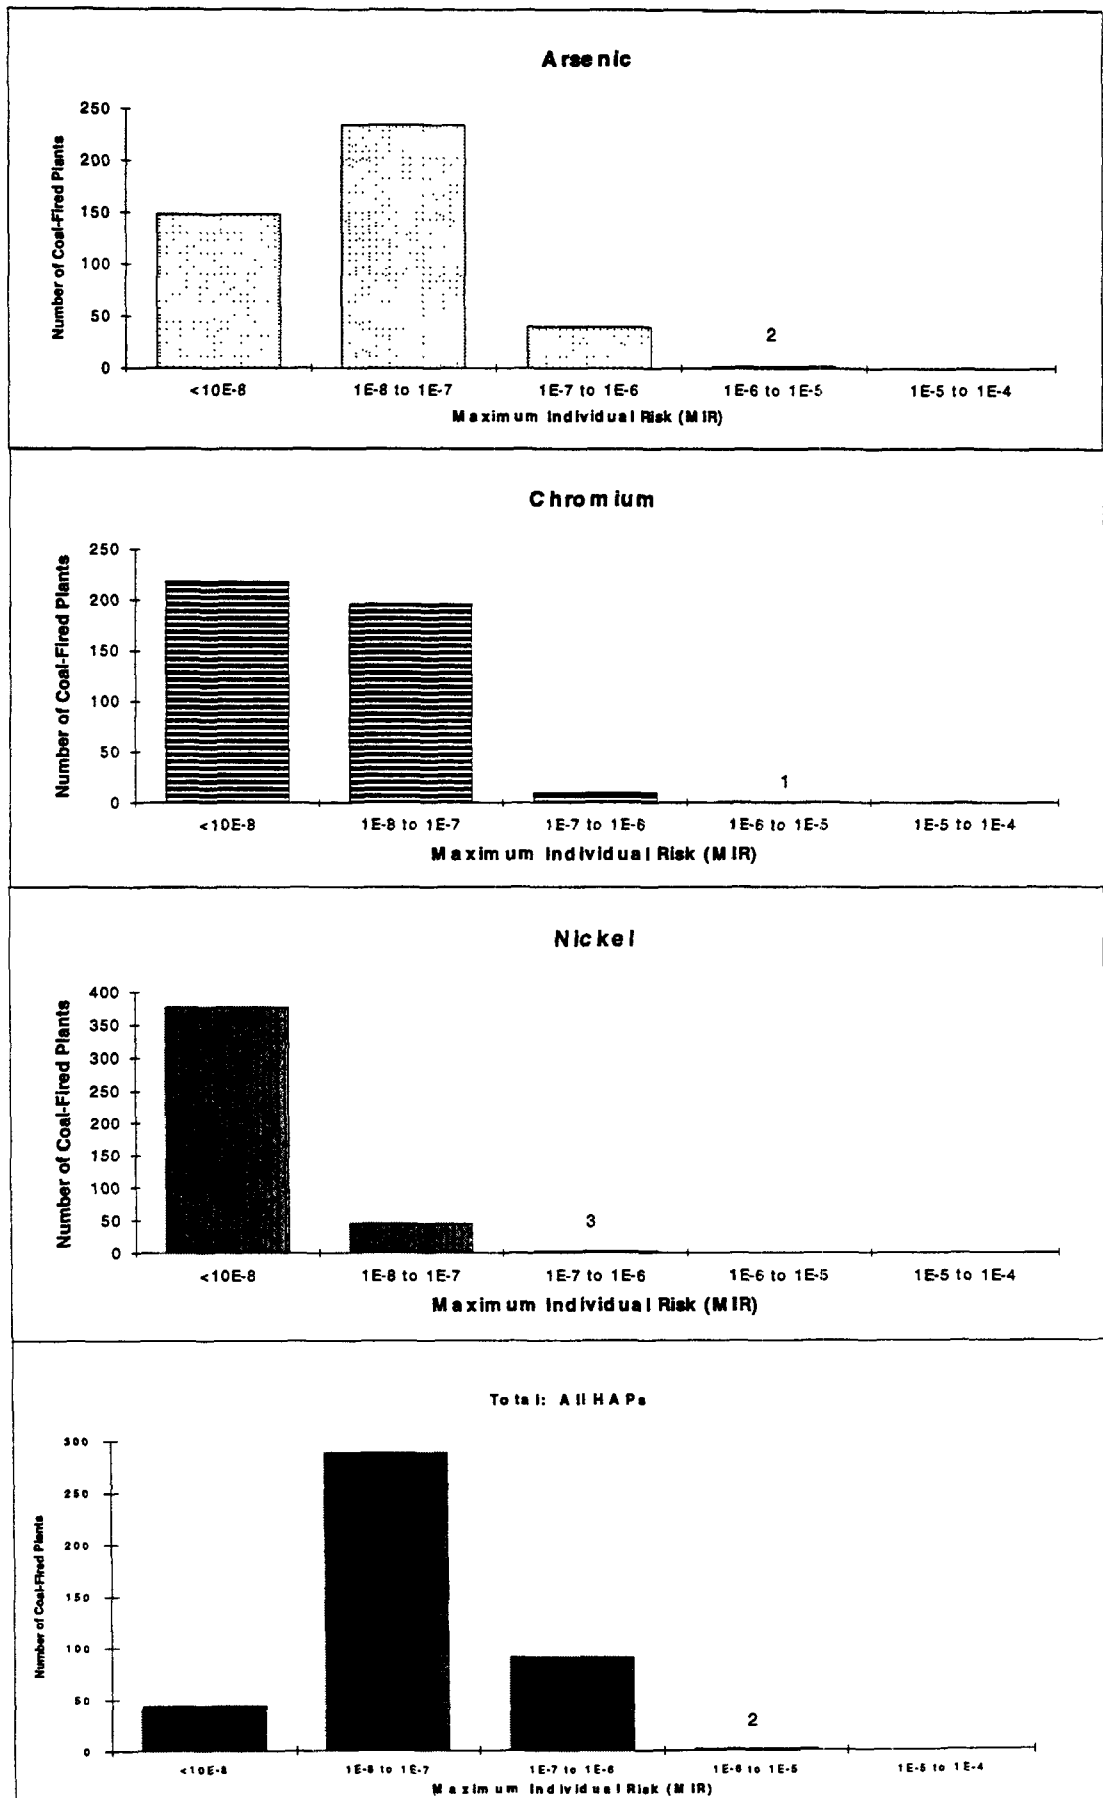 Arsenic
Number of Coal-Fired Plants
250
200
150
100
50
0
2
<10E-8 1E-8 to 1E-7 1E-7 to 1E-6 1E-6 to 1E-5 1E-5 to 1E-4
Maximum Individual Risk (MIR)
Chromium
Number of Coal-Fired Plants
250
200
150
100
50
0
1
<10E-8 1E-8 to 1E-7 1E-7 to 1E-6 1E-6 to 1E-5 1E-5 to 1E-4
Maximum Individual Risk (MIR)
Nickel
Number of Coal-Fired Plants
400
350
300
250
200
150
100
50
0
3
<10E-8 1E-8 to 1E-7 1E-7 to 1E-6 1E-6 to 1E-5 1E-5 to 1E-4
Maximum Individual Risk (MIR)
Total: All HAPs
Number of Coal-Fired Plants
300
250
200
150
100
50
0
2
<10E-8 1E-8 to 1E-7 1E-7 to 1E-6 1E-6 to 1E-5 1E-5 to 1E-4
Maximum Individual Risk (MIR)